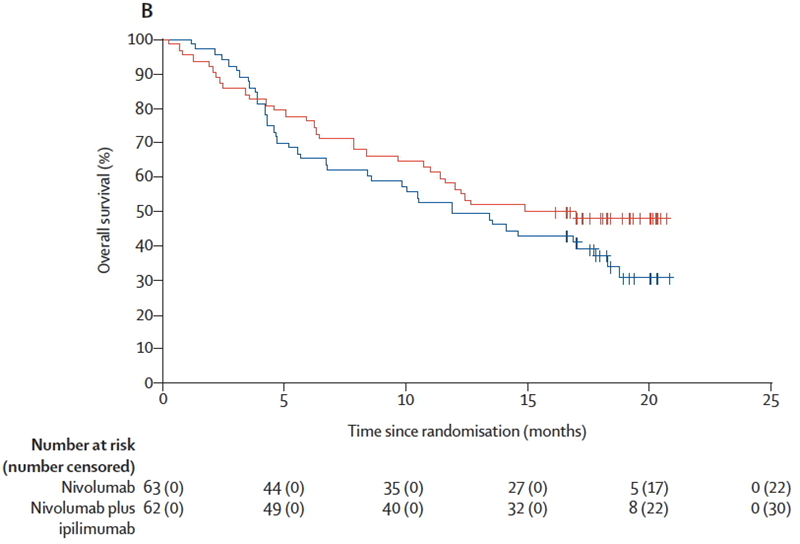 B
100
90
80
70
60
50
40
30
20
10
0
Overall survival (%)
0 5 10 15 20 25
Time since randomisation (months)
Number at risk
(number censored)
Nivolumab 63 (0) 44 (0) 35 (0) 27 (0) 5 (17) 0 (22)
Nivolumab plus 62 (0) 49 (0) 40 (0) 32 (0) 8 (22) 0 (30)
ipilimumab